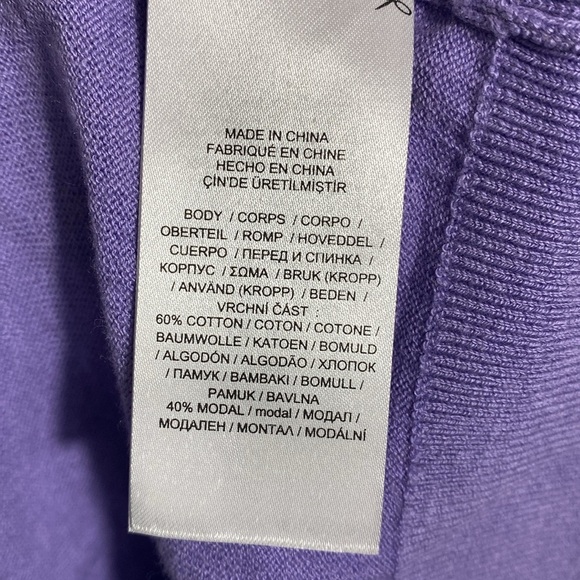 MADE IN CHINA
FABRIQUÉ EN CHINE
HECHO EN CHINA
ÇİN'DE ÜRETİLMİŞTİR
BODY / CORPS / CORPO /
OBERTEIL / ROMP / HOVEDDEL /
CUERPO / ПЕРЕД И СПИНКА /
КОРПУС / ΣΩΜΑ / BRUK (KROPP)
/ ANVÄND (KROPP) / BEDEN /
VRCHNÍ ČÁST :
60% COTTON / COTON / COTONE /
BAUMWOLLE / KATOEN / BOMULD
/ ALGODÓN / ALGODÃO / ХЛОПОК
/ ПАМУК / BAMBAKI / BOMULL /
PAMUK / BAVLNA
40% MODAL / modal / МОДАЛ /
МОДАЛЕН / ΜΟΝΤΑΛ / MODÁLNÍ